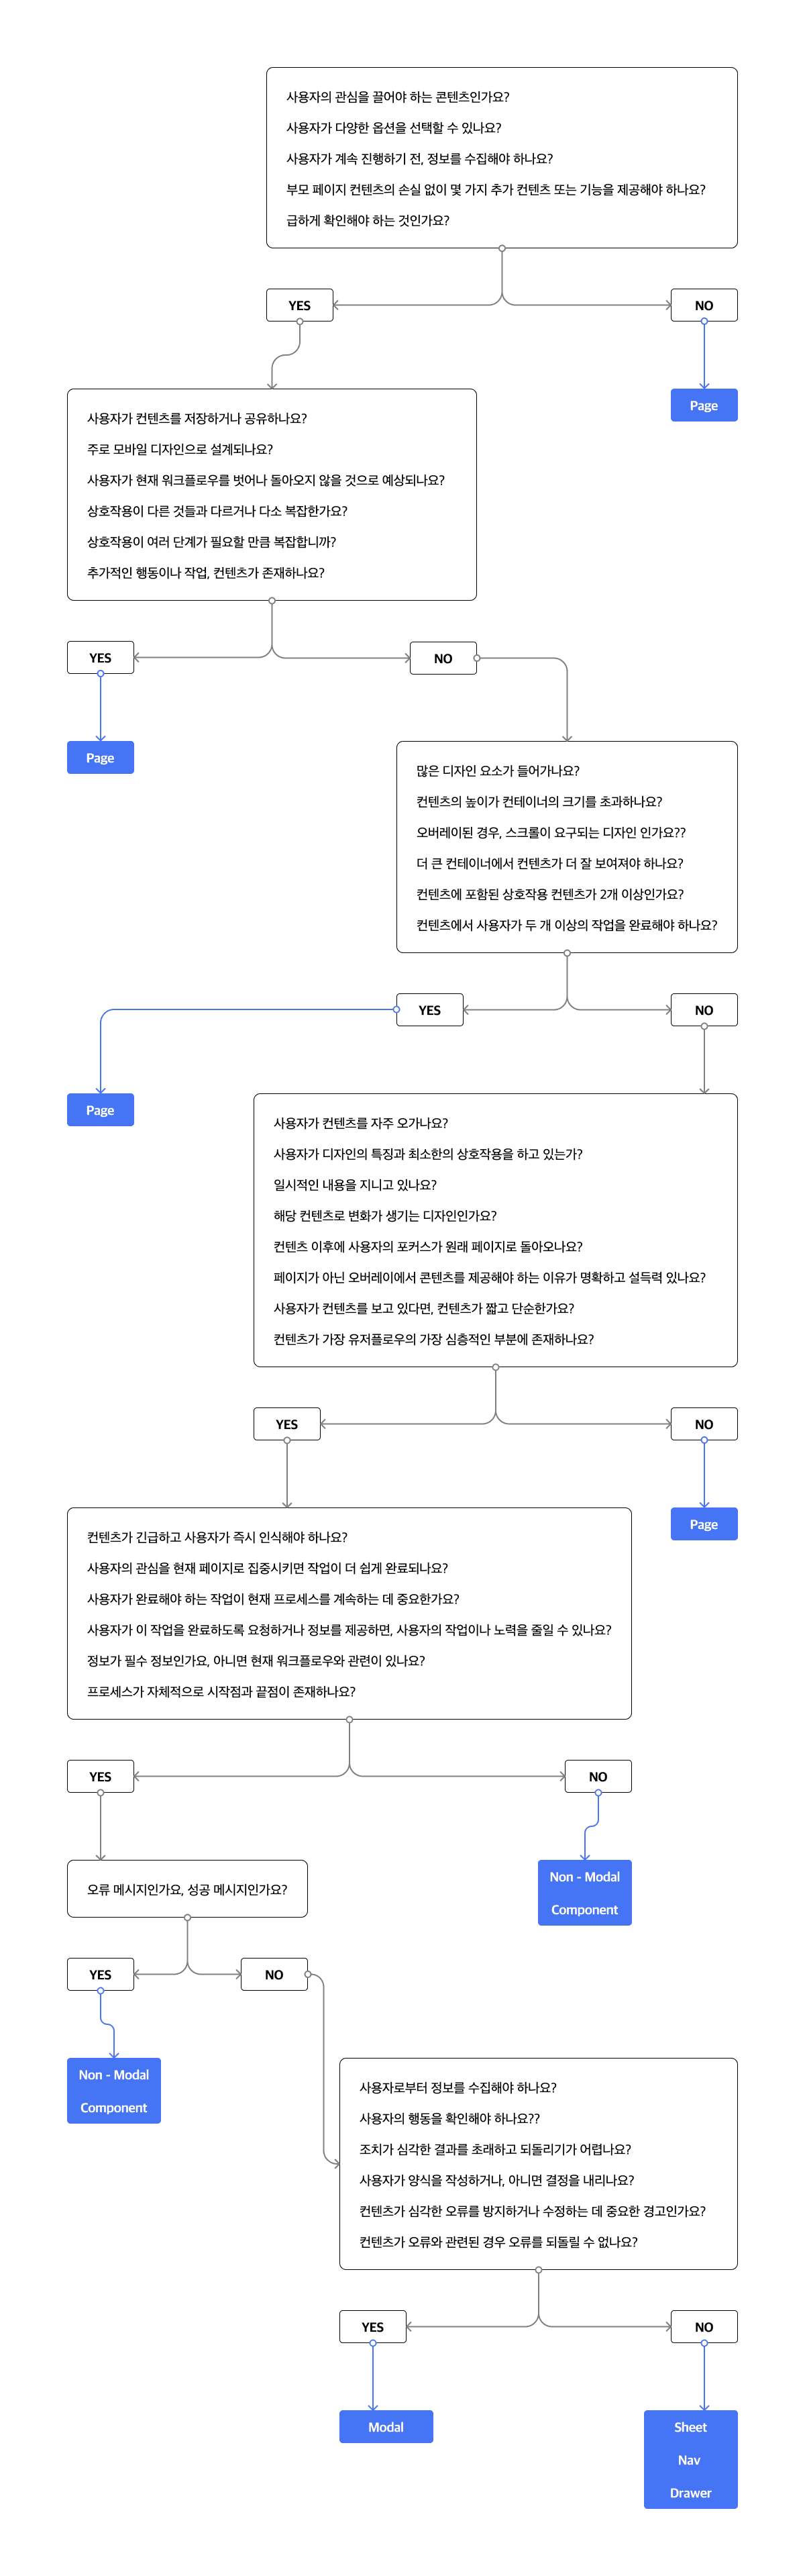 사용자의 관심을 끌어야 하는 콘텐츠인가요?
사용자가 다양한 옵션을 선택할 수 있나요?
사용자가 계속 진행하기 전, 정보를 수집해야 하나요?
부모 페이지 컨텐츠의 손실 없이 몇 가지 추가 컨텐츠 또는 기능을 제공해야 하나요?
급하게 확인해야 하는 것인가요?
YES
NO
Page
사용자가 컨텐츠를 저장하거나 공유하나요?
주로 모바일 디자인으로 설계되나요?
사용자가 현재 워크플로우를 벗어나 돌아오지 않을 것으로 예상되나요?
상호작용이 다른 것들과 다르거나 다소 복잡한가요?
상호작용이 여러 단계가 필요할 만큼 복잡합니까?
추가적인 행동이나 작업, 컨텐츠가 존재하나요?
YES
NO
Page
많은 디자인 요소가 들어가나요?
컨텐츠의 높이가 컨테이너의 크기를 초과하나요?
오버레이된 경우, 스크롤이 요구되는 디자인 인가요??
더 큰 컨테이너에서 컨텐츠가 더 잘 보여져야 하나요?
컨텐츠에 포함된 상호작용 컨텐츠가 2개 이상인가요?
컨텐츠에서 사용자가 두 개 이상의 작업을 완료해야 하나요?
YES
NO
Page
사용자가 컨텐츠를 자주 오가나요?
사용자가 디자인의 특징과 최소한의 상호작용을 하고 있는가?
일시적인 내용을 지니고 있나요?
해당 컨텐츠로 변화가 생기는 디자인인가요?
컨텐츠 이후에 사용자의 포커스가 원래 페이지로 돌아오나요?
페이지가 아닌 오버레이에서 콘텐츠를 제공해야 하는 이유가 명확하고 설득력 있나요?
사용자가 컨텐츠를 보고 있다면, 컨텐츠가 짧고 단순한가요?
컨텐츠가 가장 유저플로우의 가장 심층적인 부분에 존재하나요?
YES
NO
Page
컨텐츠가 긴급하고 사용자가 즉시 인식해야 하나요?
사용자의 관심을 현재 페이지로 집중시키면 작업이 더 쉽게 완료되나요?
사용자가 완료해야 하는 작업이 현재 프로세스를 계속하는 데 중요한가요?
사용자가 이 작업을 완료하도록 요청하거나 정보를 제공하면, 사용자의 작업이나 노력을 줄일 수 있나요?
정보가 필수 정보인가요, 아니면 현재 워크플로우와 관련이 있나요?
프로세스가 자체적으로 시작점과 끝점이 존재하나요?
YES
NO
오류 메시지인가요, 성공 메시지인가요?
Non - Modal
Component
YES
NO
Non - Modal
Component
사용자로부터 정보를 수집해야 하나요?
사용자의 행동을 확인해야 하나요??
조치가 심각한 결과를 초래하고 되돌리기가 어렵나요?
사용자가 양식을 작성하거나, 아니면 결정을 내리나요?
컨텐츠가 심각한 오류를 방지하거나 수정하는 데 중요한 경고인가요?
컨텐츠가 오류와 관련된 경우 오류를 되돌릴 수 없나요?
YES
NO
Modal
Sheet
Nav
Drawer